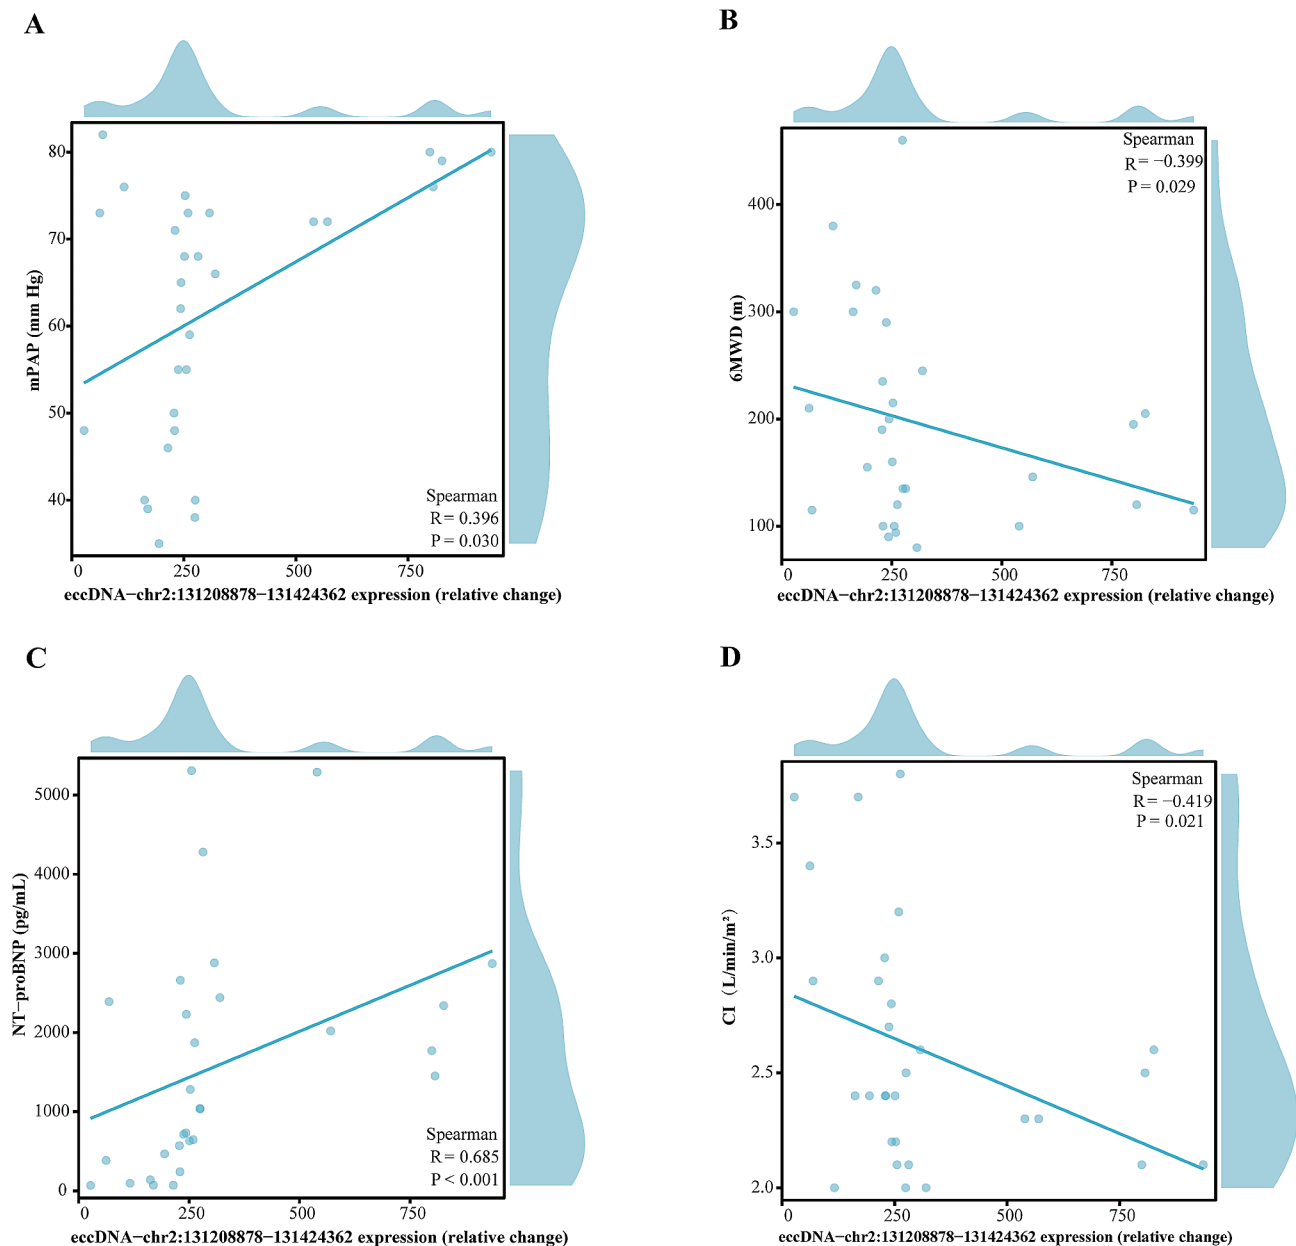 A
80
70
60
50
40
mPAP (mm Hg)
Spearman
R = 0.396
P = 0.030
0
250
500
750
eccDNA−chr2:131208878−131424362 expression (relative change)
B
400
300
200
100
6MWD (m)
Spearman
R = −0.399
P = 0.029
0
250
500
750
eccDNA−chr2:131208878−131424362 expression (relative change)
C
5000
4000
3000
2000
1000
0
NT−proBNP (pg/mL)
Spearman
R = 0.685
P < 0.001
0
250
500
750
eccDNA−chr2:131208878−131424362 expression (relative change)
D
3.5
3.0
2.5
2.0
CI (L/min/m²)
Spearman
R = −0.419
P = 0.021
0
250
500
750
eccDNA−chr2:131208878−131424362 expression (relative change)